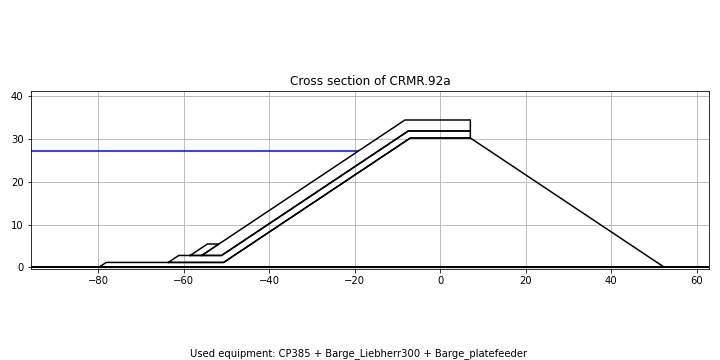 Cross section of CRMR.92a
40
30
20
10
0
−80 −60 −40 −20 0 20 40 60
Used equipment: CP385 + Barge_Liebherr300 + Barge_platefeeder